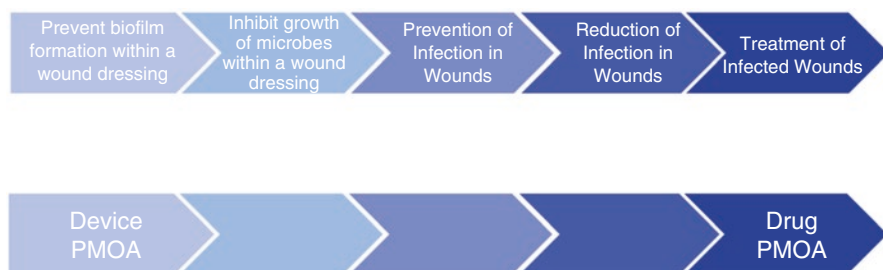 Prevent biofilm
formation within a
wound dressing
Inhibit growth
of microbes
within a wound
dressing
Prevention of
Infection in
Wounds
Reduction of
Infection in
Wounds
Treatment of
Infected Wounds
Device
PMOA
Drug
PMOA